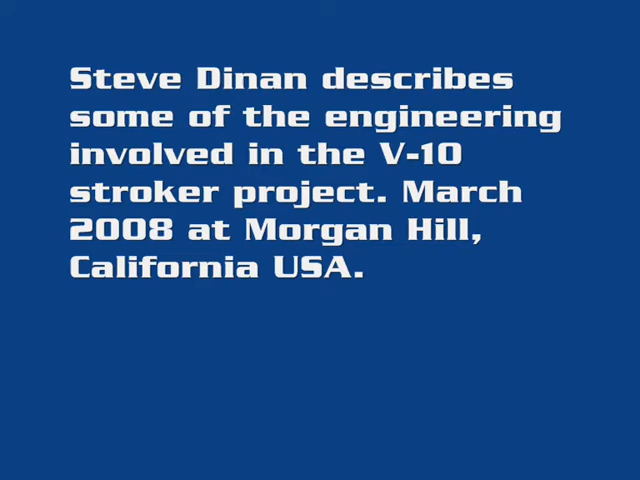 Steve Dinan describes
some of the engineering
involved in the V-10
stroker project. March
2008 at Morgan Hill,
California USA.